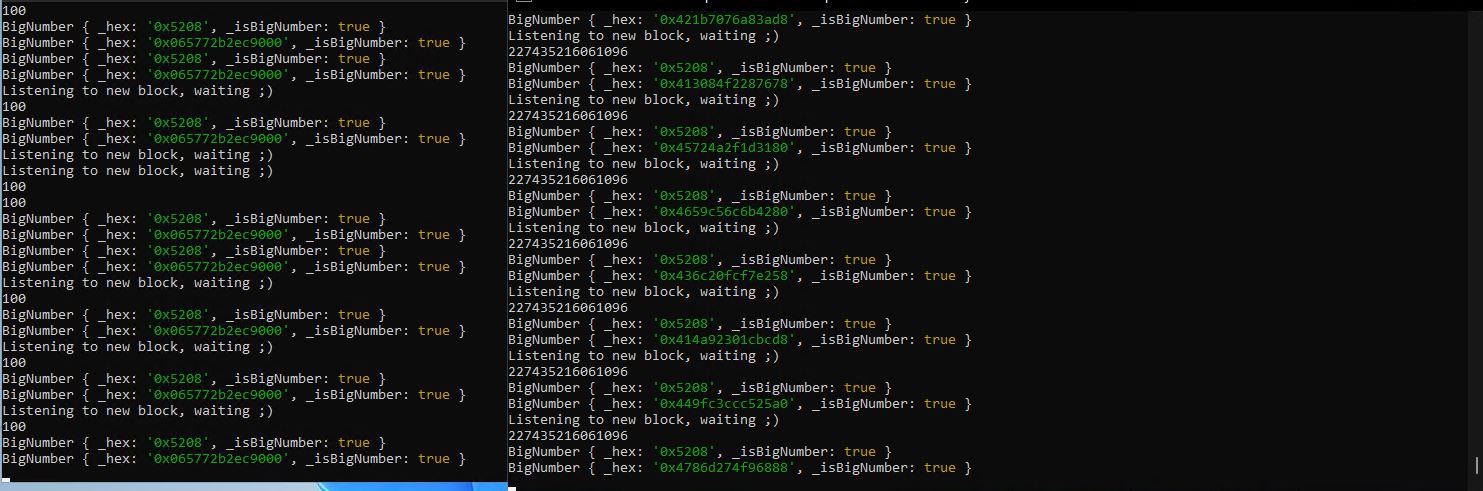 100
BigNumber { _hex: '0x5208', _isBigNumber: true }
BigNumber { _hex: '0x065772b2ec9000', _isBigNumber: true }
BigNumber { _hex: '0x5208', _isBigNumber: true }
BigNumber { _hex: '0x065772b2ec9000', _isBigNumber: true }
Listening to new block, waiting ;)
100
BigNumber { _hex: '0x5208', _isBigNumber: true }
BigNumber { _hex: '0x065772b2ec9000', _isBigNumber: true }
Listening to new block, waiting ;)
Listening to new block, waiting ;)
100
100
BigNumber { _hex: '0x5208', _isBigNumber: true }
BigNumber { _hex: '0x065772b2ec9000', _isBigNumber: true }
BigNumber { _hex: '0x5208', _isBigNumber: true }
BigNumber { _hex: '0x065772b2ec9000', _isBigNumber: true }
Listening to new block, waiting ;)
100
BigNumber { _hex: '0x5208', _isBigNumber: true }
BigNumber { _hex: '0x065772b2ec9000', _isBigNumber: true }
Listening to new block, waiting ;)
100
BigNumber { _hex: '0x5208', _isBigNumber: true }
BigNumber { _hex: '0x065772b2ec9000', _isBigNumber: true }
Listening to new block, waiting ;)
100
BigNumber { _hex: '0x5208', _isBigNumber: true }
BigNumber { _hex: '0x065772b2ec9000', _isBigNumber: true }
BigNumber { _hex: '0x421b7076a83ad8', _isBigNumber: true }
Listening to new block, waiting ;)
227435216061096
BigNumber { _hex: '0x5208', _isBigNumber: true }
BigNumber { _hex: '0x413084f2287678', _isBigNumber: true }
Listening to new block, waiting ;)
227435216061096
BigNumber { _hex: '0x5208', _isBigNumber: true }
BigNumber { _hex: '0x45724a2f1d3180', _isBigNumber: true }
Listening to new block, waiting ;)
227435216061096
BigNumber { _hex: '0x5208', _isBigNumber: true }
BigNumber { _hex: '0x4659c56c6b4280', _isBigNumber: true }
Listening to new block, waiting ;)
227435216061096
BigNumber { _hex: '0x5208', _isBigNumber: true }
BigNumber { _hex: '0x436c20fcf7e258', _isBigNumber: true }
Listening to new block, waiting ;)
227435216061096
BigNumber { _hex: '0x5208', _isBigNumber: true }
BigNumber { _hex: '0x414a92301cbcd8', _isBigNumber: true }
Listening to new block, waiting ;)
227435216061096
BigNumber { _hex: '0x5208', _isBigNumber: true }
BigNumber { _hex: '0x449fc3ccc525a0', _isBigNumber: true }
Listening to new block, waiting ;)
227435216061096
BigNumber { _hex: '0x5208', _isBigNumber: true }
BigNumber { _hex: '0x4786d274f96888', _isBigNumber: true }